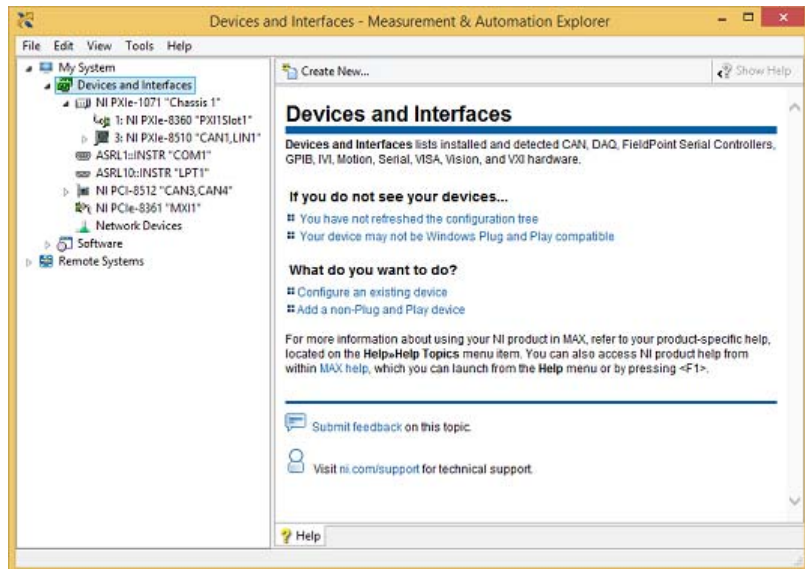 Devices and Interfaces - Measurement & Automation Explorer
File Edit View Tools Help
My System
Devices and Interfaces
NI PXIe-1071 "Chassis 1"
1: NI PXIe-8360 "PXI1Slot1"
3: NI PXIe-8510 "CAN1,LIN1"
ASRL1::INSTR "COM1"
ASRL10::INSTR "LPT1"
NI PCI-8512 "CAN3,CAN4"
NI PCIe-8361 "MXI1"
Network Devices
Software
Remote Systems
Create New...
Show Help
Devices and Interfaces
Devices and Interfaces lists installed and detected CAN, DAQ, FieldPoint Serial Controllers,
GPIB, IVI, Motion, Serial, VISA, Vision, and VXI hardware.
If you do not see your devices...
You have not refreshed the configuration tree
Your device may not be Windows Plug and Play compatible
What do you want to do?
Configure an existing device
Add a non-Plug and Play device
For more information about using your NI product in MAX, refer to your product-specific help,
located on the Help»Help Topics menu item. You can also access NI product help from
within MAX help, which you can launch from the Help menu or by pressing <F1>.
Submit feedback on this topic.
Visit ni.com/support for technical support.
Help